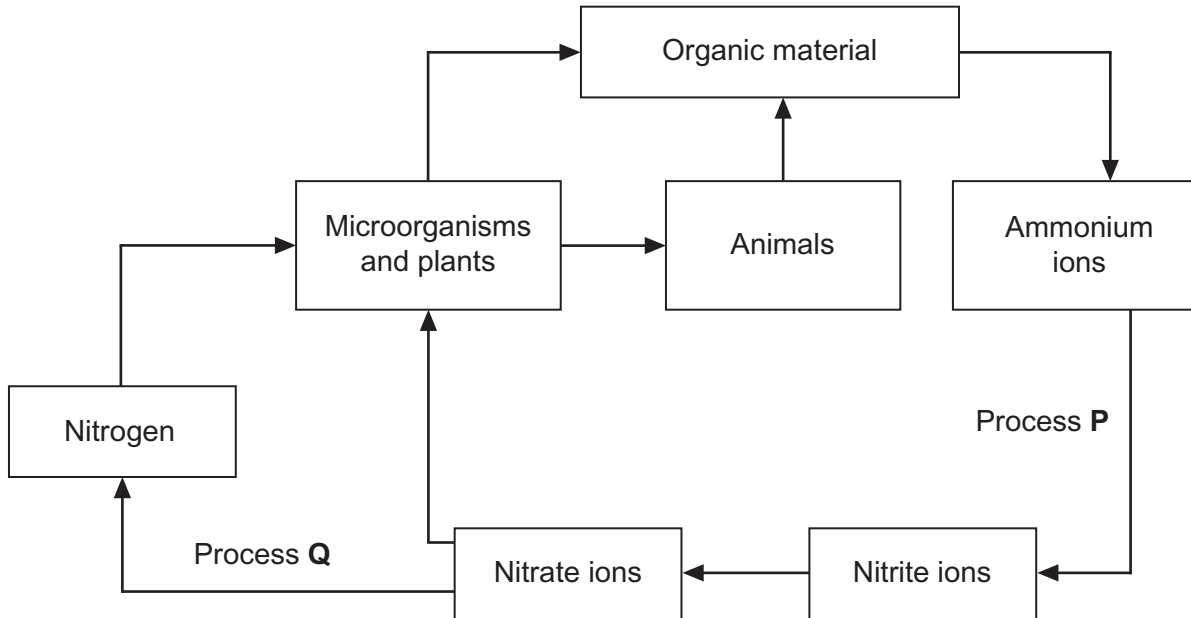 Organic material
Microorganisms
and plants
Animals
Ammonium
ions
Nitrogen
Process P
Process Q
Nitrate ions
Nitrite ions